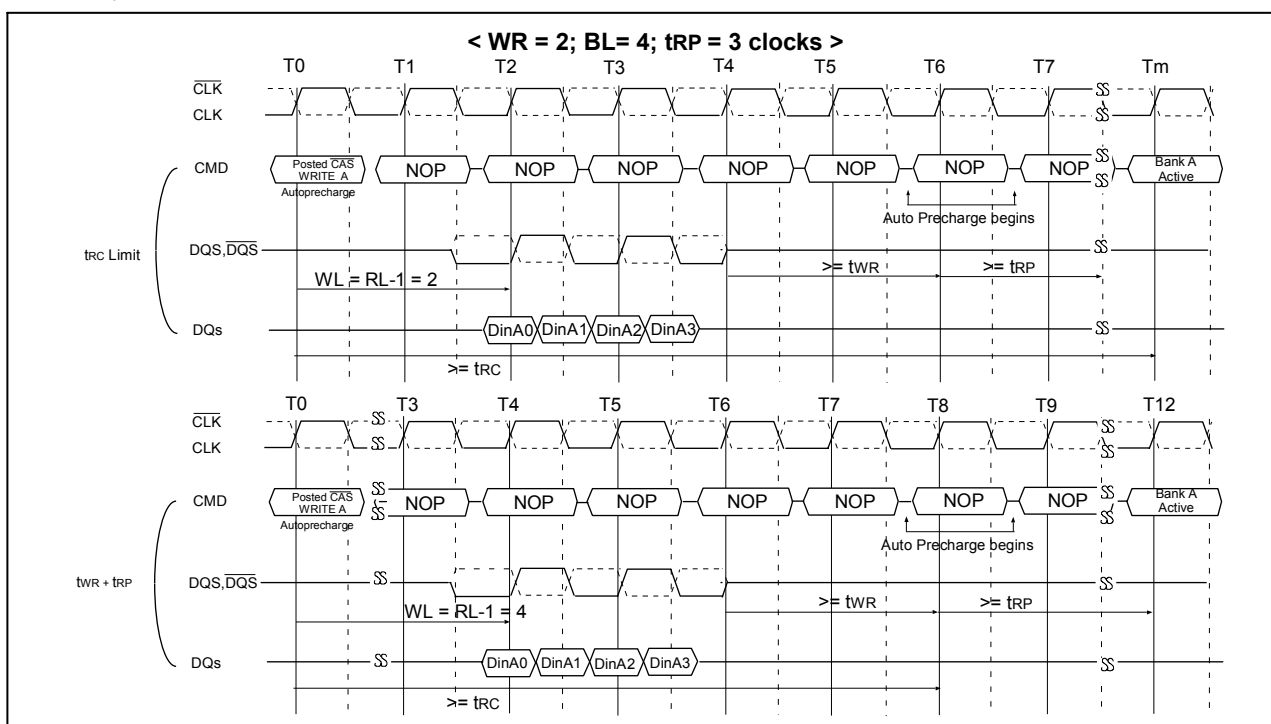 < WR = 2; BL= 4; tRP = 3 clocks >
T0 T1 T2 T3 T4 T5 T6 T7 Tm
CLK
CLK
CMD
Posted CAS WRITE A
Autoprecharge
NOP NOP NOP NOP NOP NOP NOP
Bank A Active
Auto Precharge begins
tRC Limit
DQS,DQS
>= tWR
>= tRP
WL = RL-1 = 2
DQs
DinA0 DinA1 DinA2 DinA3
>= tRC
T0 T3 T4 T5 T6 T7 T8 T9 T12
CLK
CLK
CMD
Posted CAS WRITE A
Autoprecharge
NOP NOP NOP NOP NOP NOP NOP
Bank A Active
Auto Precharge begins
tWR + tRP
DQS,DQS
>= tWR
>= tRP
WL = RL-1 = 4
DQs
DinA0 DinA1 DinA2 DinA3
>= tRC